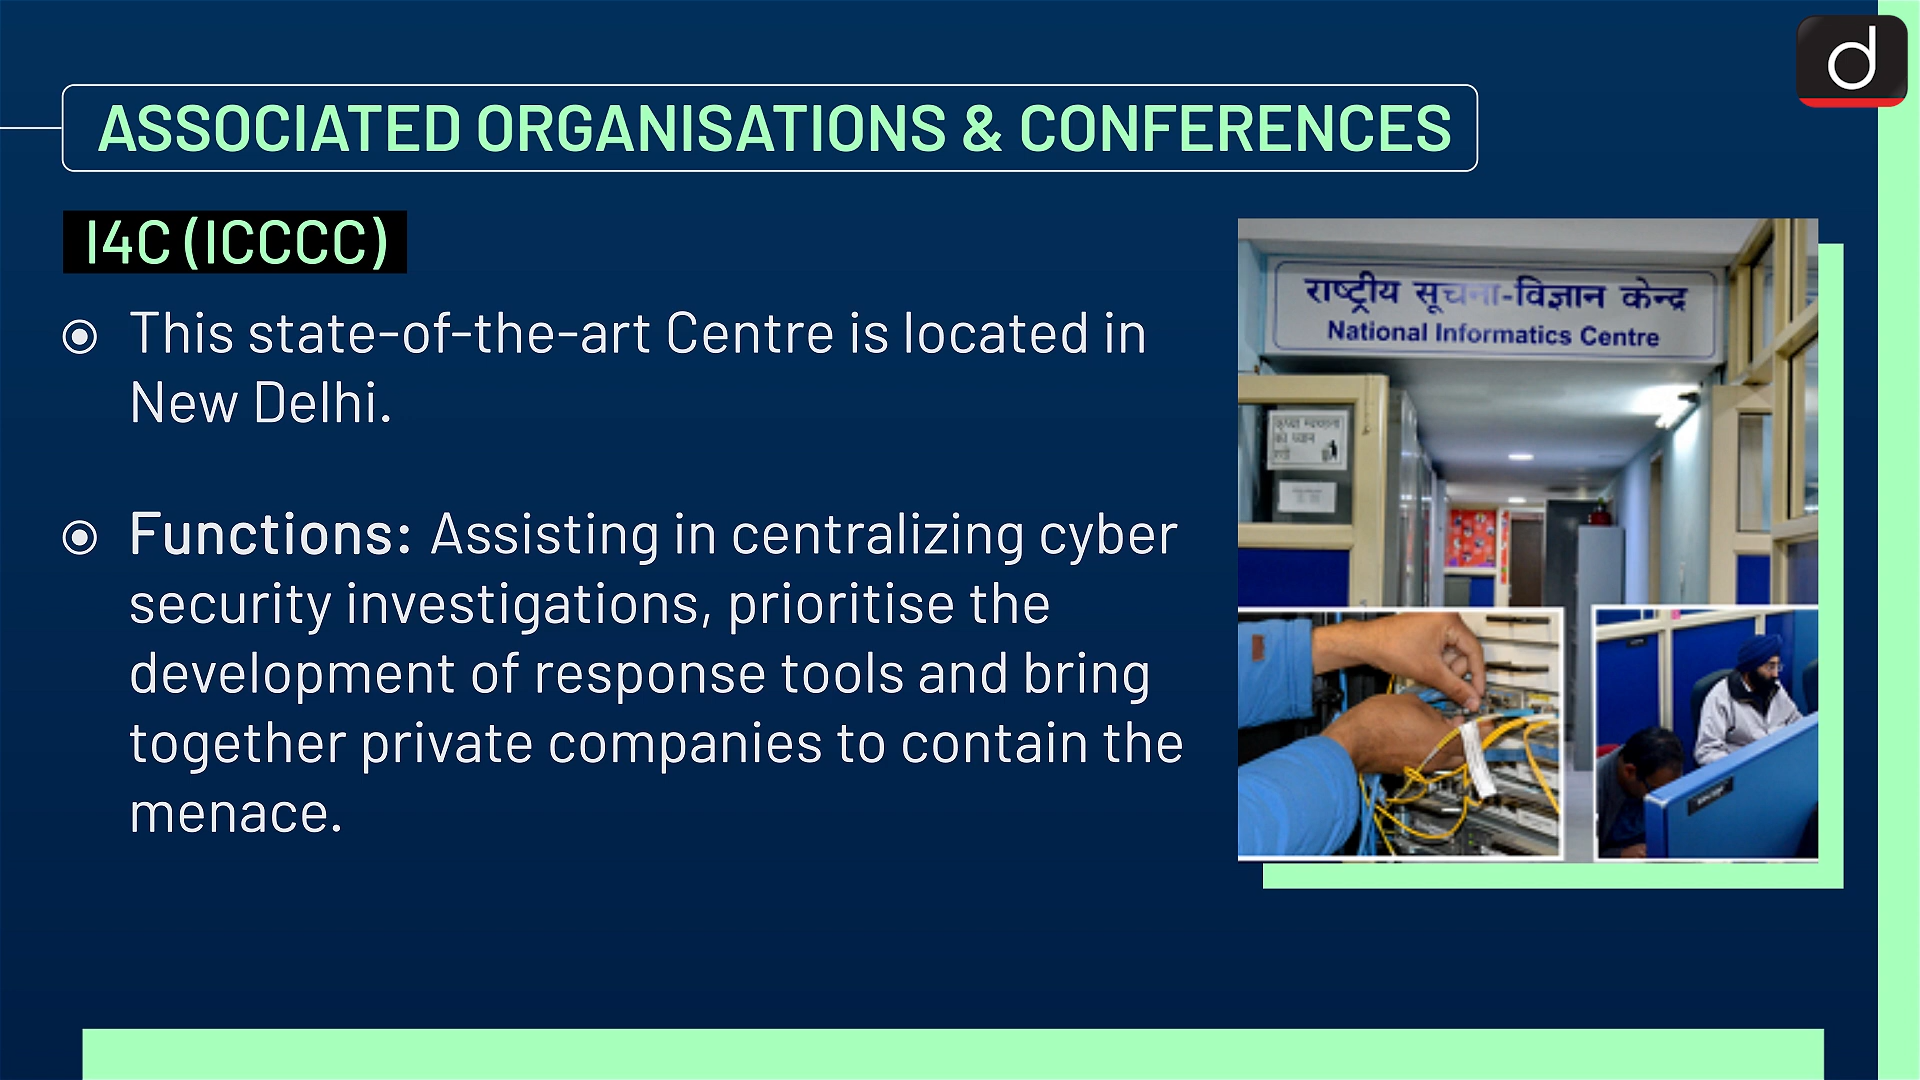 d
ASSOCIATED ORGANISATIONS & CONFERENCES
I4C (ICCCC)
This state-of-the-art Centre is located in
New Delhi.
Functions: Assisting in centralizing cyber
security investigations, prioritise the
development of response tools and bring
together private companies to contain the
menace.
राष्ट्रीय सूचना-विज्ञान केन्द्र
National Informatics Centre